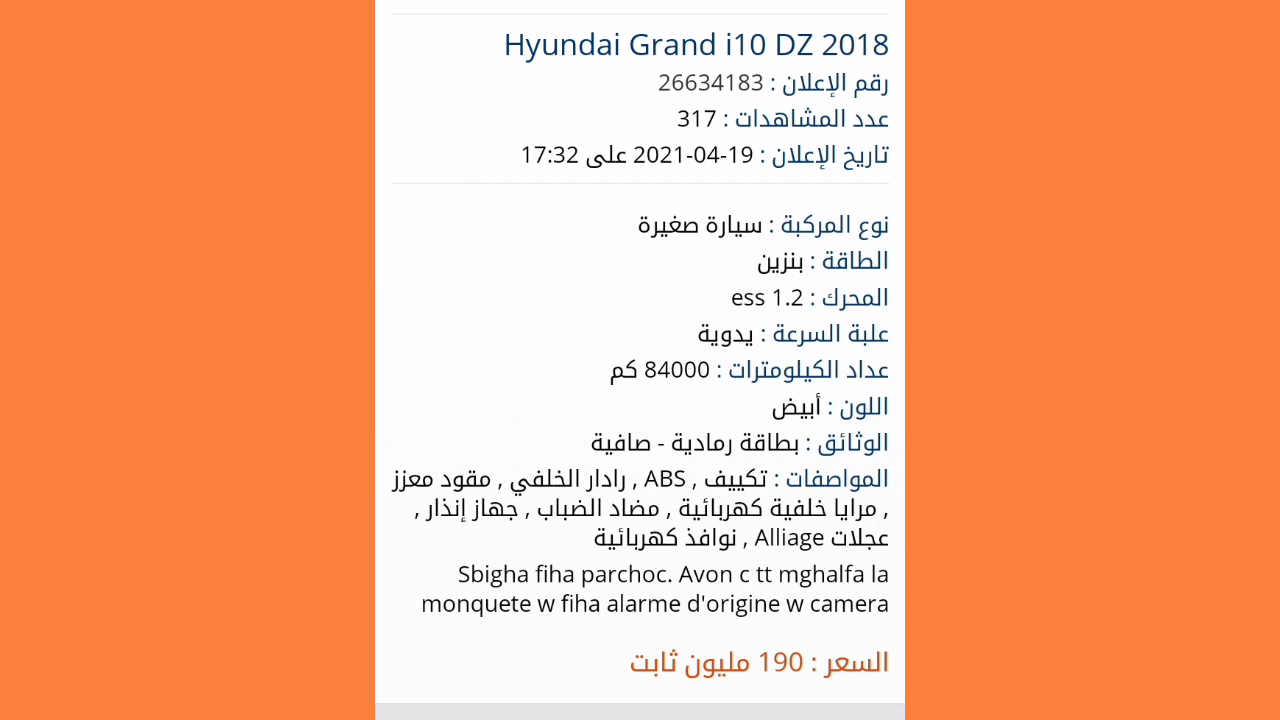 Hyundai Grand i10 DZ 2018
رقم الإعلان : 26634183
عدد المشاهدات : 317
تاريخ الإعلان : 19-04-2021 على 17:32
نوع المركبة : سيارة صغيرة
الطاقة : بنزين
المحرك : 1.2 ess
علبة السرعة : يدوية
عداد الكيلومترات : 84000 كم
اللون : أبيض
الوثائق : بطاقة رمادية - صافية
المواصفات : تكييف , ABS , رادار الخلفي , مقود معزز
, مرايا خلفية كهربائية , مضاد الضباب , جهاز إنذار ,
عجلات Alliage , نوافذ كهربائية
Sbigha fiha parchoc. Avon c tt mghalfa la
monquete w fiha alarme d'origine w camera
السعر : 190 مليون ثابت